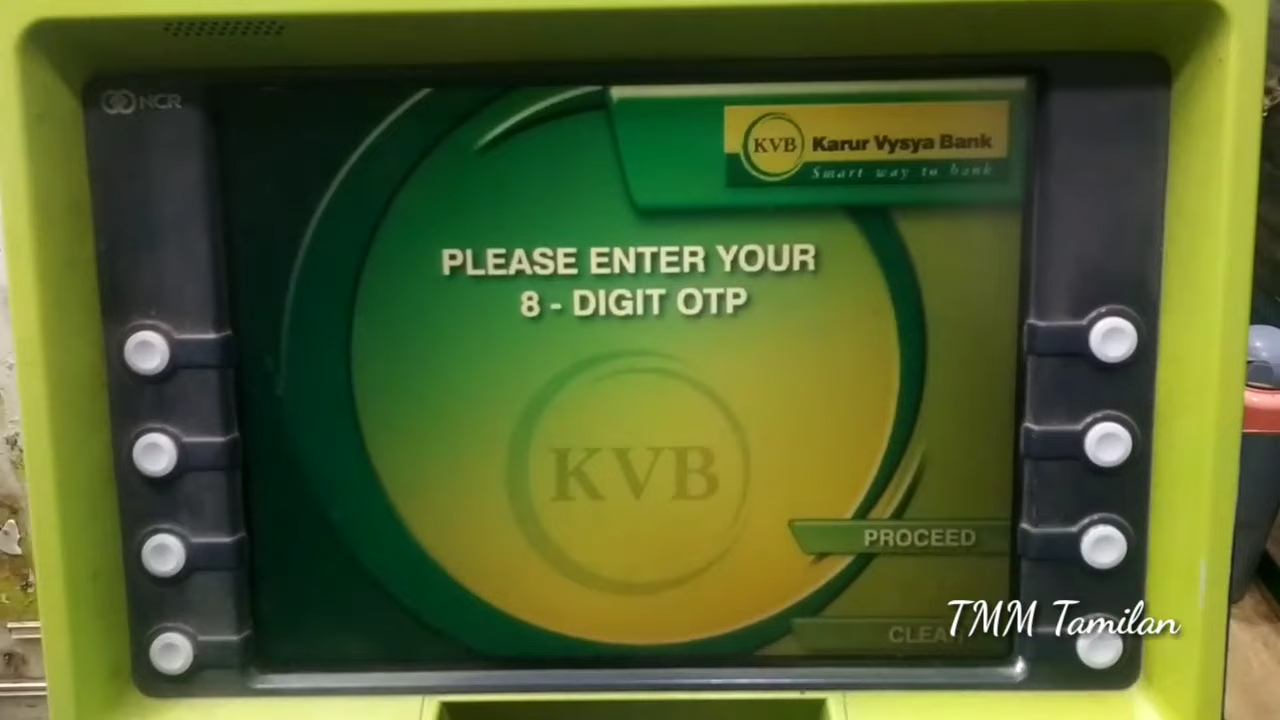 NCR
KVB Karur Vysya Bank
Smart way to bank
PLEASE ENTER YOUR
8 - DIGIT OTP
KVB
PROCEED
CLEAR
TMM Tamilan